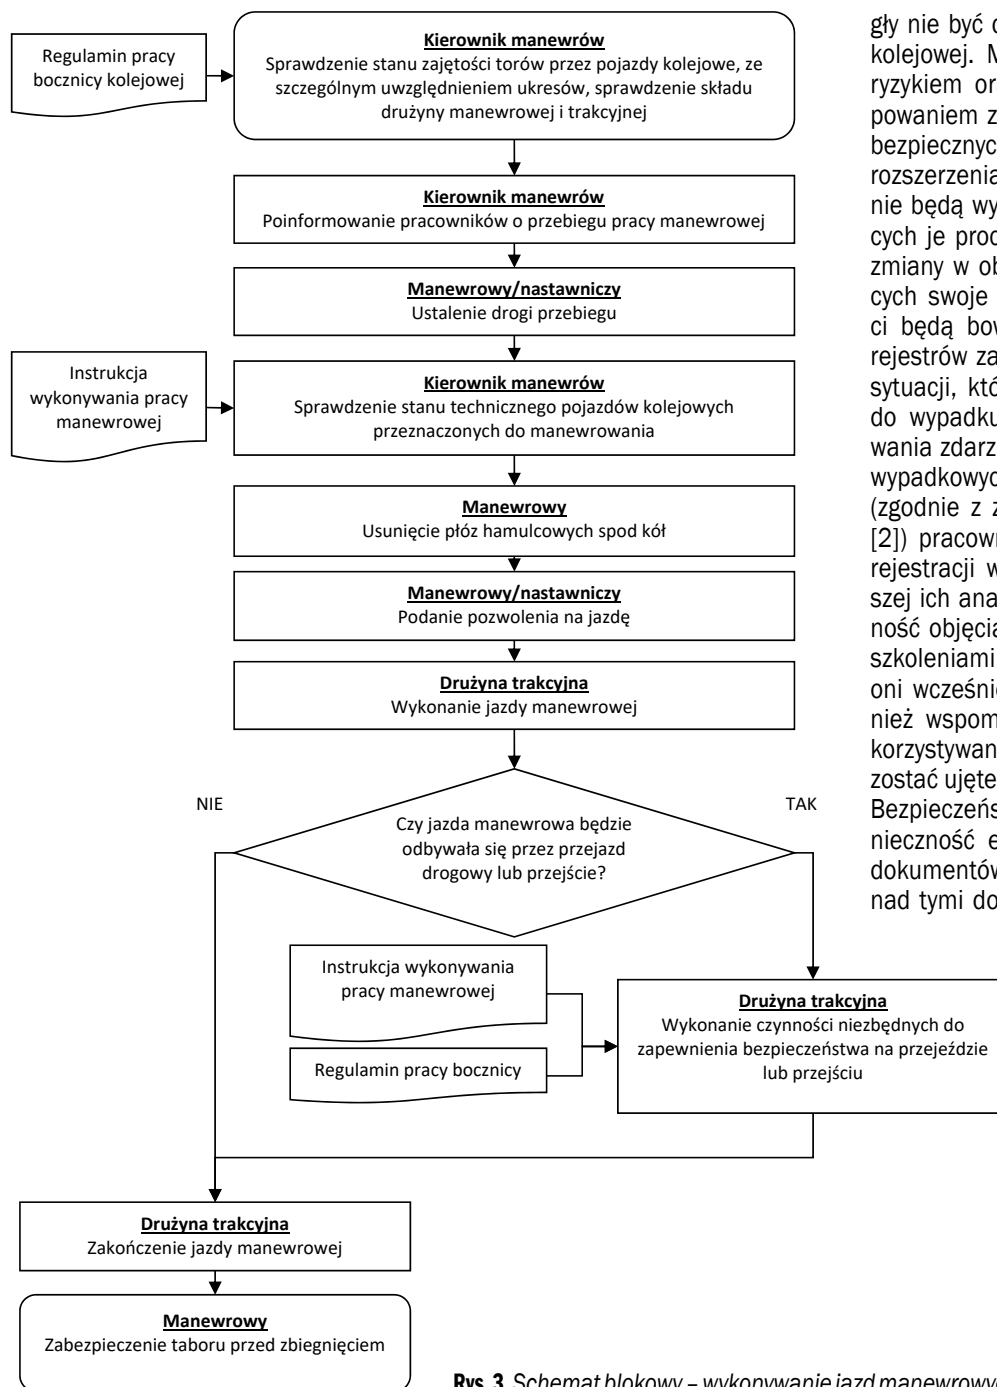 Regulamin pracy
bocznicy kolejowej
Kierownik manewrów
Sprawdzenie stanu zajętości torów przez pojazdy kolejowe, ze
szczególnym uwzględnieniem ukresów, sprawdzenie składu
drużyny manewrowej i trakcyjnej
Kierownik manewrów
Poinformowanie pracowników o przebiegu pracy manewrowej
Manewrowy/nastawniczy
Ustalenie drogi przebiegu
Instrukcja
wykonywania pracy
manewrowej
Kierownik manewrów
Sprawdzenie stanu technicznego pojazdów kolejowych
przeznaczonych do manewrowania
Manewrowy
Usunięcie płóz hamulcowych spod kół
Manewrowy/nastawniczy
Podanie pozwolenia na jazdę
Drużyna trakcyjna
Wykonanie jazdy manewrowej
NIE
TAK
Czy jazda manewrowa będzie
odbywała się przez przejazd
drogowy lub przejście?
Instrukcja wykonywania
pracy manewrowej
Regulamin pracy bocznicy
Drużyna trakcyjna
Wykonanie czynności niezbędnych do
zapewnienia bezpieczeństwa na przejeździe
lub przejściu
Drużyna trakcyjna
Zakończenie jazdy manewrowej
Manewrowy
Zabezpieczenie taboru przed zbiegnięciem
Rys. 3. Schemat blokowy – wykonywanie jazd manewrowy
gły nie być
kolejowej.
ryzykiem
powaniem
bezpiecznyc
rozszerzenia
nie będą wy
cych je
zmiany w
cych swoje
ci będą
rejestrów za
sytuacji,
do wypadku
wania zdarz
wypadkowyc
(zgodnie z z
[2]) pracow
rejestracji w
szej ich ana
ność objęcia
szkoleniami
oni wcześni
nież wspom
korzystywan
zostać ujęte
Bezpieczeńs
nieczność e
dokumentów
nad tymi do